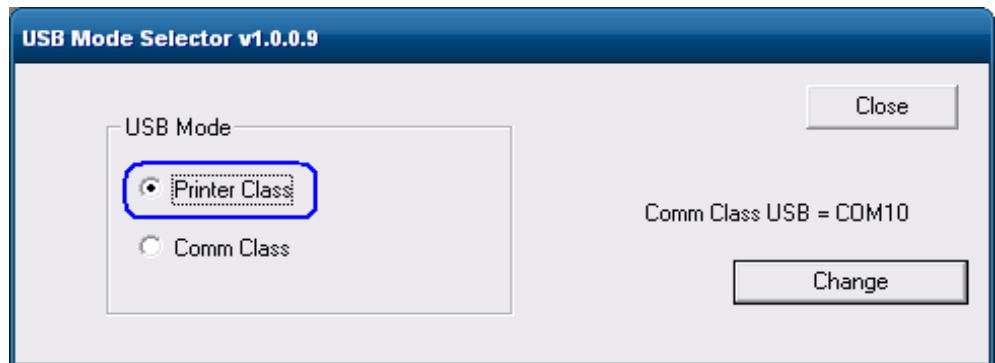 USB Mode Selector v1.0.0.9
Close
USB Mode
Printer Class
Comm Class USB = COM10
Comm Class
Change